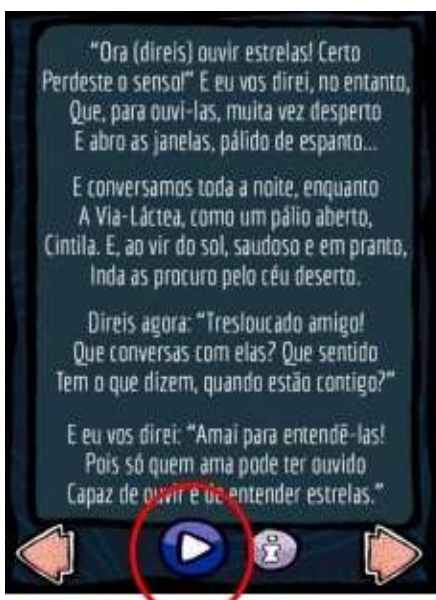 “Ora (direis) ouvir estrelas! Certo
Perdeste o senso!” E eu vos direi, no entanto,
Que, para ouvi-las, muita vez desperto
E abro as janelas, pálido de espanto...
E conversamos toda a noite, enquanto
A Via-Láctea, como um pálio aberto,
Cintila. E, ao vir do sol, saudoso e em pranto,
Inda as procuro pelo céu deserto.
Direis agora: “Tresloucado amigo!
Que conversas com elas? Que sentido
Tem o que dizem, quando estão contigo?”
E eu vos direi: “Amai para entendê-las!
Pois só quem ama pode ter ouvido
Capaz de ouvir e de entender estrelas.”
i